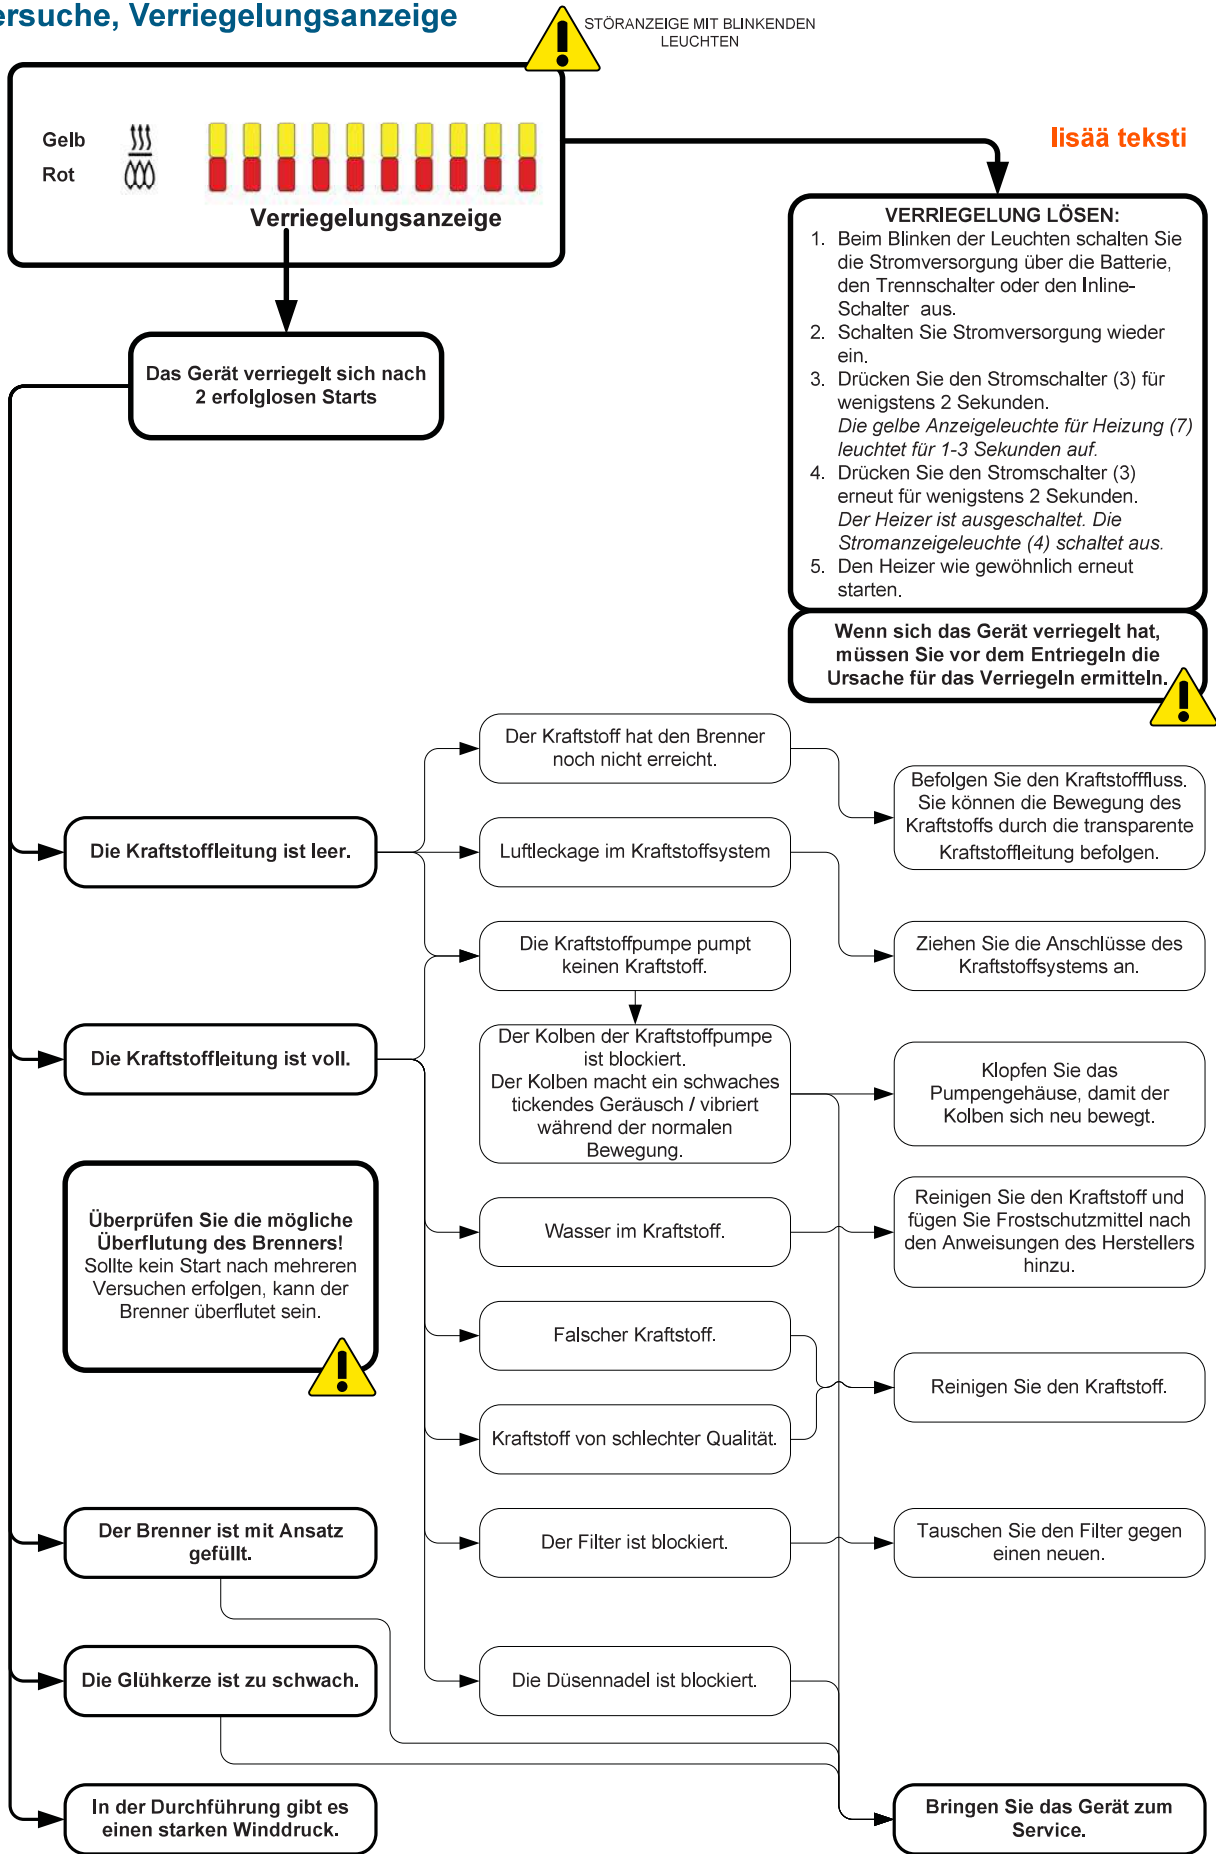 ersuche, Verriegelungsanzeige
STÖRANZEIGE MIT BLINKENDEN
LEUCHTEN
Gelb
Rot
Verriegelungsanzeige
lisää teksti
VERRIEGELUNG LÖSEN:
1. Beim Blinken der Leuchten schalten Sie
die Stromversorgung über die Batterie,
den Trennschalter oder den Inline-
Schalter aus.
2. Schalten Sie Stromversorgung wieder
ein.
3. Drücken Sie den Stromschalter (3) für
wenigstens 2 Sekunden.
Die gelbe Anzeigeleuchte für Heizung (7)
leuchtet für 1-3 Sekunden auf.
4. Drücken Sie den Stromschalter (3)
erneut für wenigstens 2 Sekunden.
Der Heizer ist ausgeschaltet. Die
Stromanzeigeleuchte (4) schaltet aus.
5. Den Heizer wie gewöhnlich erneut
starten.
Wenn sich das Gerät verriegelt hat,
müssen Sie vor dem Entriegeln die
Ursache für das Verriegeln ermitteln.
Das Gerät verriegelt sich nach
2 erfolglosen Starts
Der Kraftstoff hat den Brenner
noch nicht erreicht.
Befolgen Sie den Kraftstofffluss.
Sie können die Bewegung des
Kraftstoffs durch die transparente
Kraftstoffleitung befolgen.
Die Kraftstoffleitung ist leer.
Luftleckage im Kraftstoffsystem
Die Kraftstoffpumpe pumpt
keinen Kraftstoff.
Ziehen Sie die Anschlüsse des
Kraftstoffsystems an.
Die Kraftstoffleitung ist voll.
Der Kolben der Kraftstoffpumpe
ist blockiert.
Der Kolben macht ein schwaches
tickendes Geräusch / vibriert
während der normalen
Bewegung.
Klopfen Sie das
Pumpengehäuse, damit der
Kolben sich neu bewegt.
Überprüfen Sie die mögliche
Überflutung des Brenners!
Sollte kein Start nach mehreren
Versuchen erfolgen, kann der
Brenner überflutet sein.
Wasser im Kraftstoff.
Reinigen Sie den Kraftstoff und
fügen Sie Frostschutzmittel nach
den Anweisungen des Herstellers
hinzu.
Falscher Kraftstoff.
Reinigen Sie den Kraftstoff.
Kraftstoff von schlechter Qualität.
Der Brenner ist mit Ansatz
gefüllt.
Der Filter ist blockiert.
Tauschen Sie den Filter gegen
einen neuen.
Die Glühkerze ist zu schwach.
Die Düsennadel ist blockiert.
In der Durchführung gibt es
einen starken Winddruck.
Bringen Sie das Gerät zum
Service.